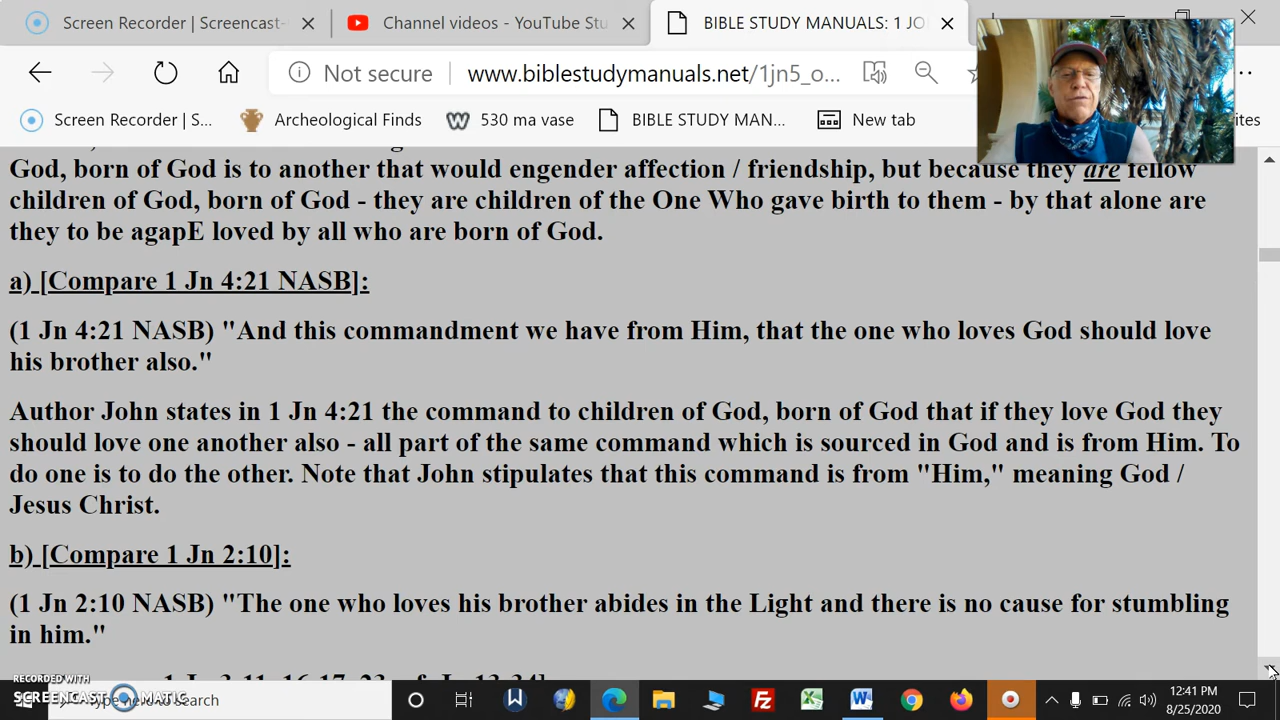 Screen Recorder | Screencast-
Channel videos - YouTube Stu
BIBLE STUDY MANUALS: 1 JO
Not secure
www.biblestudymanuals.net/1jn5_o...
Screen Recorder | S...
Archeological Finds
530 ma vase
BIBLE STUDY MAN...
New tab
God, born of God is to another that would engender affection / friendship, but because they are fellow
children of God, born of God - they are children of the One Who gave birth to them - by that alone are
they to be agapE loved by all who are born of God.
a) [Compare 1 Jn 4:21 NASB]:
(1 Jn 4:21 NASB) "And this commandment we have from Him, that the one who loves God should love
his brother also."
Author John states in 1 Jn 4:21 the command to children of God, born of God that if they love God they
should love one another also - all part of the same command which is sourced in God and is from Him. To
do one is to do the other. Note that John stipulates that this command is from "Him," meaning God /
Jesus Christ.
b) [Compare 1 Jn 2:10]:
(1 Jn 2:10 NASB) "The one who loves his brother abides in the Light and there is no cause for stumbling
in him."
RECORDED WITH
SCREENCAST MATIC
Type here to search
12:41 PM
8/25/2020